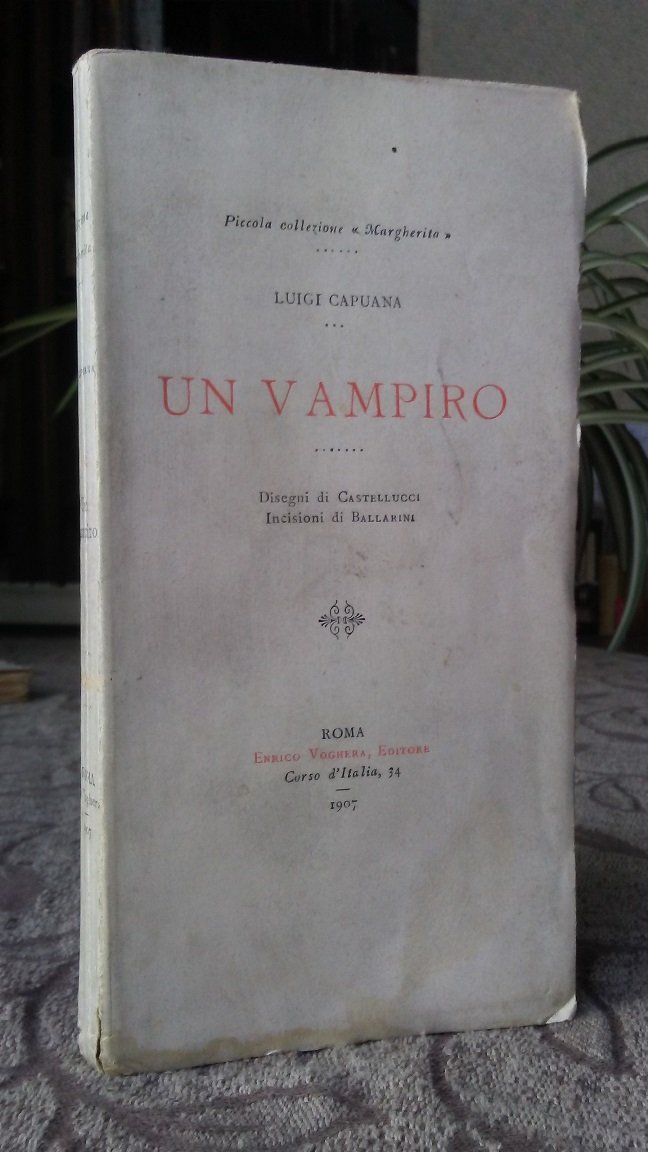 Piccola collezione « Margherita »
LUIGI CAPUANA
UN VAMPIRO
Disegni di CASTELLUCCI
Incisioni di BALLARINI
ROMA
ENRICO VOGHERA, EDITORE
Corso d'Italia, 34
1907